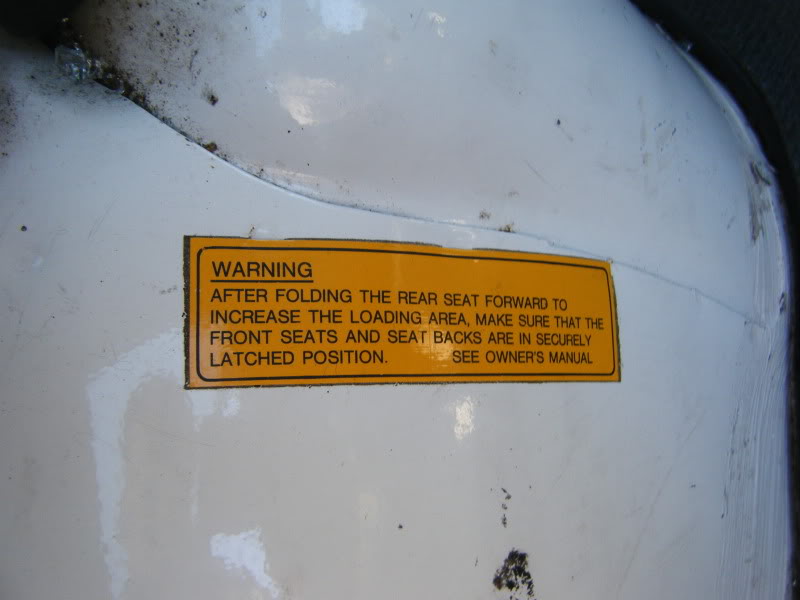 WARNING
AFTER FOLDING THE REAR SEAT FORWARD TO
INCREASE THE LOADING AREA, MAKE SURE THAT THE
FRONT SEATS AND SEAT BACKS ARE IN SECURELY
LATCHED POSITION. SEE OWNER'S MANUAL